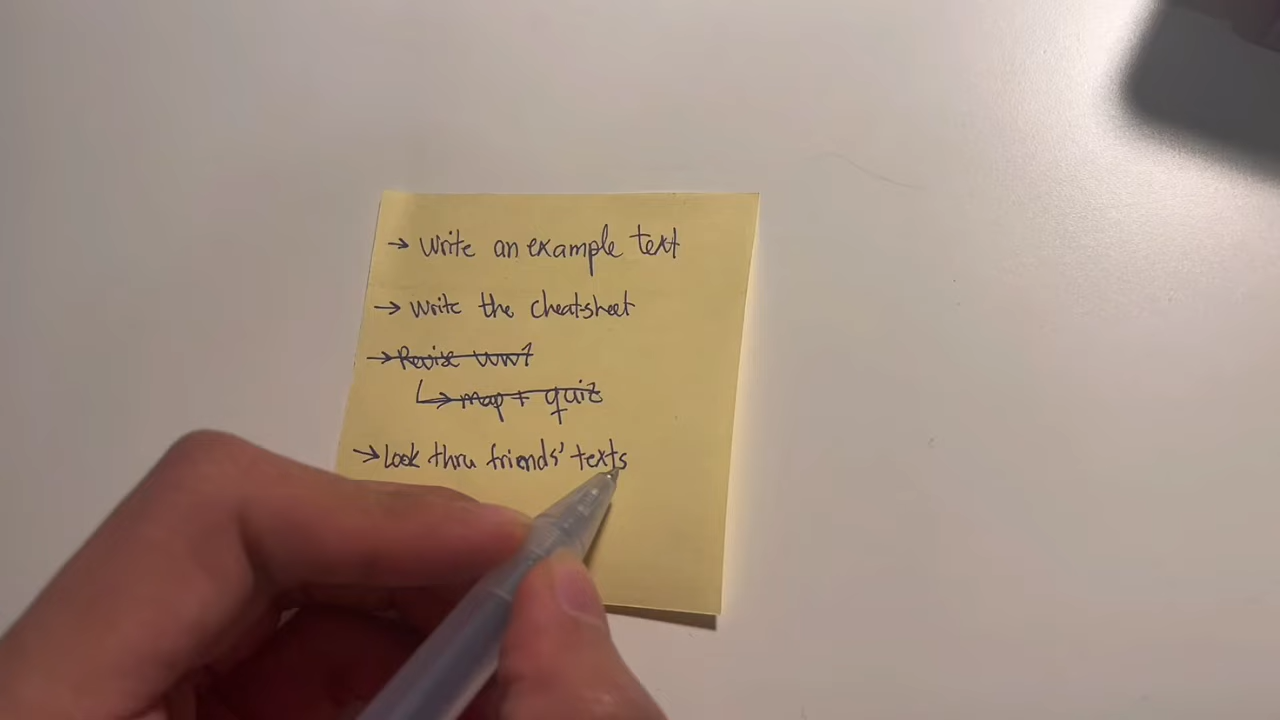 → Write an example text
→ Write the cheatsheet
→ Revise WW1
↳ map + quiz
→ Look thru friends' texts